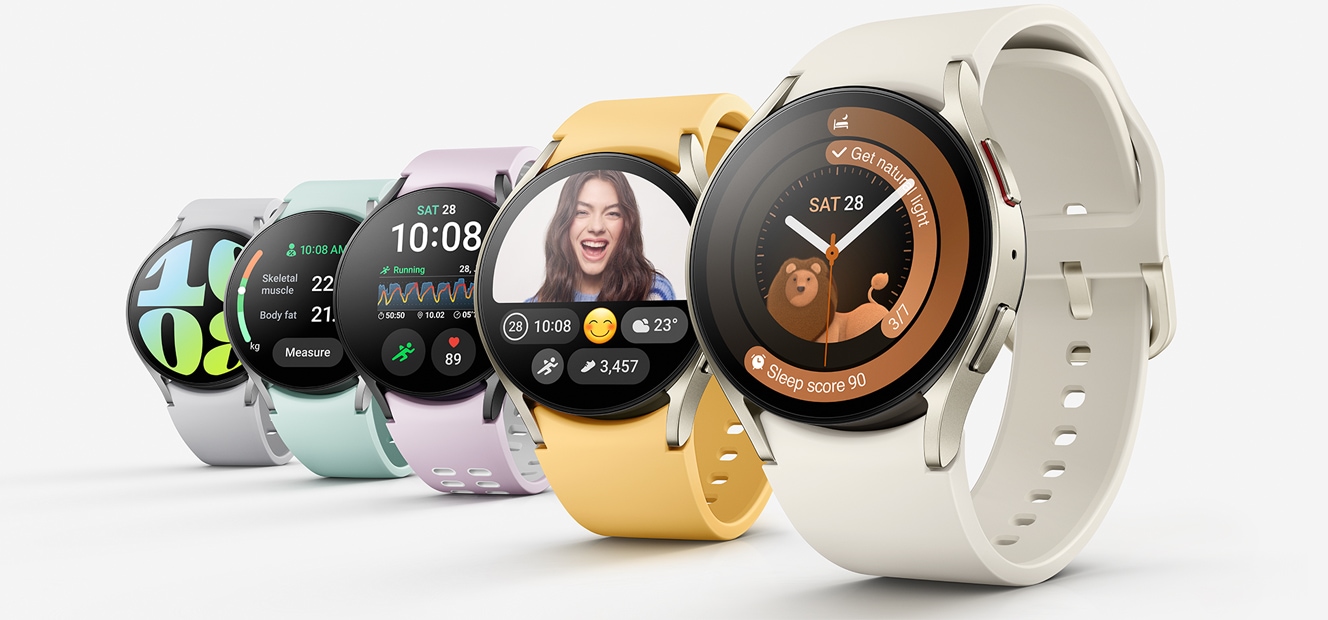 10:08 AM
Skeletal
muscle
22
Body fat
21.
kg
Measure
SAT 28
10:08
Running
28,
50:50
10.02
05'
89
28
10:08
23°
3,457
Get natural light
SAT 28
3/7
Sleep score 90